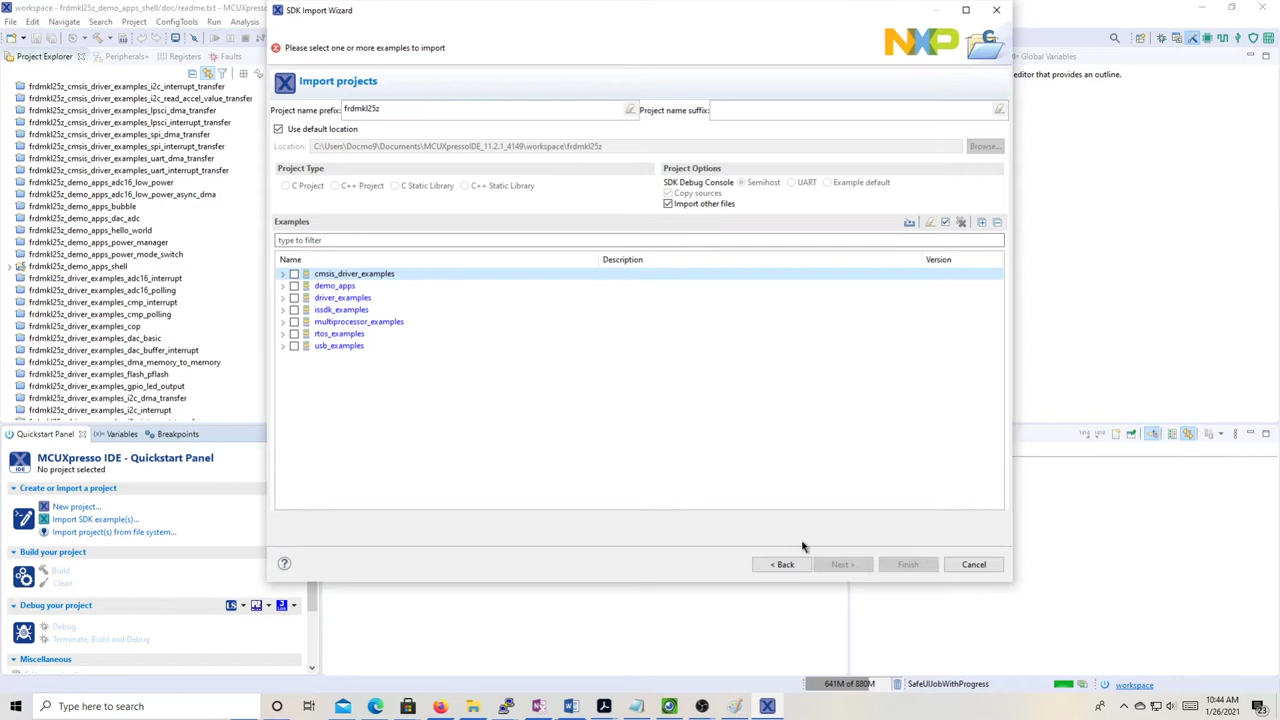 workspace - frdmkl25z_demo_apps_shell/doc/readme.txt - MCUXpresso
File Edit Navigate Search Project ConfigTools Run Analysis
Project Explorer Peripherals+ Registers Faults
frdmkl25z_cmsis_driver_examples_i2c_interrupt_transfer
frdmkl25z_cmsis_driver_examples_i2c_read_accel_value_transfer
frdmkl25z_cmsis_driver_examples_lpsci_dma_transfer
frdmkl25z_cmsis_driver_examples_lpsci_interrupt_transfer
frdmkl25z_cmsis_driver_examples_spi_dma_transfer
frdmkl25z_cmsis_driver_examples_spi_interrupt_transfer
frdmkl25z_cmsis_driver_examples_uart_dma_transfer
frdmkl25z_cmsis_driver_examples_uart_interrupt_transfer
frdmkl25z_demo_apps_adc16_low_power
frdmkl25z_demo_apps_adc16_low_power_async_dma
frdmkl25z_demo_apps_bubble
frdmkl25z_demo_apps_dac_adc
frdmkl25z_demo_apps_hello_world
frdmkl25z_demo_apps_power_manager
frdmkl25z_demo_apps_power_mode_switch
frdmkl25z_demo_apps_shell
frdmkl25z_driver_examples_adc16_interrupt
frdmkl25z_driver_examples_adc16_polling
frdmkl25z_driver_examples_cmp_interrupt
frdmkl25z_driver_examples_cmp_polling
frdmkl25z_driver_examples_cop
frdmkl25z_driver_examples_dac_basic
frdmkl25z_driver_examples_dac_buffer_interrupt
frdmkl25z_driver_examples_dma_memory_to_memory
frdmkl25z_driver_examples_flash_pflash
frdmkl25z_driver_examples_gpio_led_output
frdmkl25z_driver_examples_i2c_dma_transfer
frdmkl25z_driver_examples_i2c_interrupt
Quickstart Panel (x)= Variables Breakpoints
MCUXpresso IDE - Quickstart Panel
IDE No project selected
Create or import a project
New project...
Import SDK example(s)...
Import project(s) from file system...
Build your project
Build
Clean
Debug your project
Debug
Terminate, Build and Debug
Miscellaneous
SDK Import Wizard
Please select one or more examples to import
NXP
Import projects
Project name prefix: frdmkl25z Project name suffix:
Use default location
Location: C:\Users\Docmo9\Documents\MCUXpressoIDE_11.2.1_4149\workspace\frdmkl25z Browse...
Project Type
C Project C++ Project C Static Library C++ Static Library
Project Options
SDK Debug Console Semihost UART Example default
Copy sources
Import other files
Examples
type to filter
Name Description Version
cmsis_driver_examples
demo_apps
driver_examples
issdk_examples
multiprocessor_examples
rtos_examples
usb_examples
< Back Next > Finish Cancel
Global Variables
editor that provides an outline.
641M of 880M SafeUIJobWithProgress workspace
Type here to search
10:44 AM
1/26/2021
23